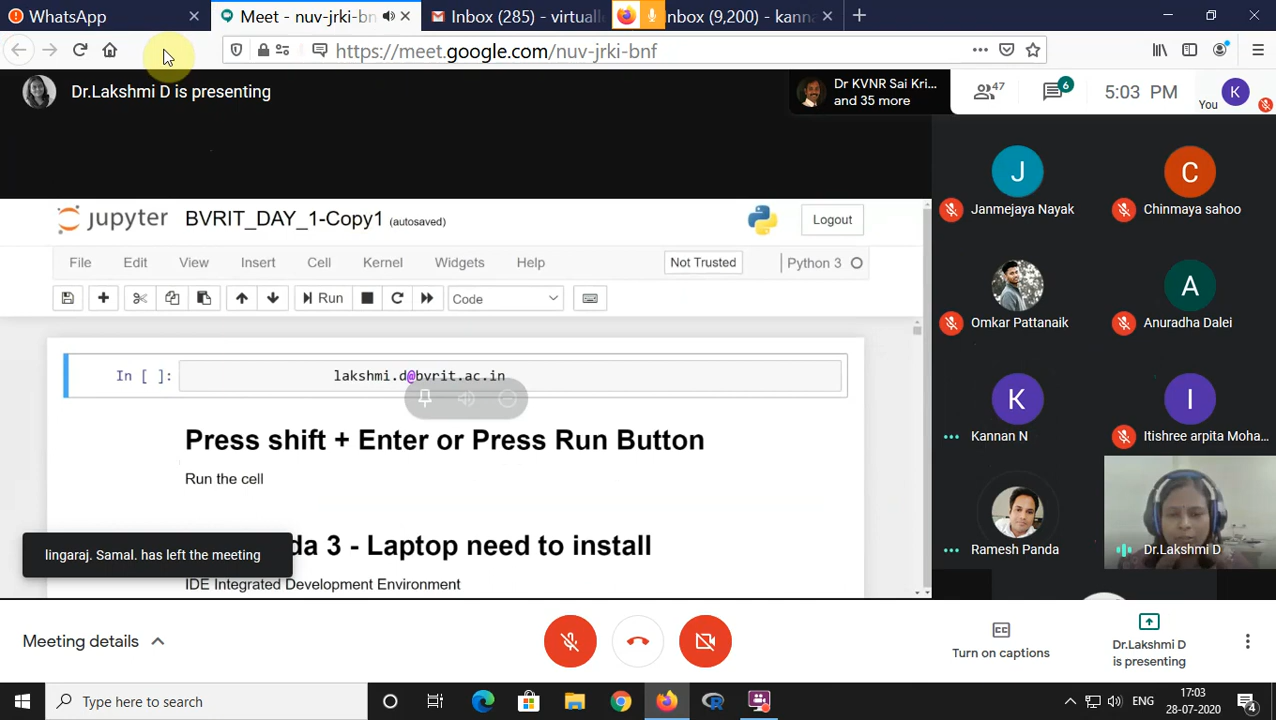 WhatsApp
Meet - nuv-jrki-bn
Inbox (285) - virtuall
nbox (9,200) - kanna
https://meet.google.com/nuv-jrki-bnf
Dr.Lakshmi D is presenting
Dr KVNR Sai Kri...
and 35 more
47
6
5:03 PM
You
K
jupyter
BVRIT_DAY_1-Copy1 (autosaved)
Logout
File Edit View Insert Cell Kernel Widgets Help
Not Trusted
Python 3
Run
Code
In [ ]:
lakshmi.d@bvrit.ac.in
Press shift + Enter or Press Run Button
Run the cell
da 3 - Laptop need to install
IDE Integrated Development Environment
lingaraj. Samal. has left the meeting
J
Janmejaya Nayak
C
Chinmaya sahoo
Omkar Pattanaik
A
Anuradha Dalei
K
Kannan N
I
Itishree arpita Moha...
Ramesh Panda
Dr.Lakshmi D
Meeting details
CC
Turn on captions
Dr.Lakshmi D
is presenting
Type here to search
R
ENG
17:03
28-07-2020
4